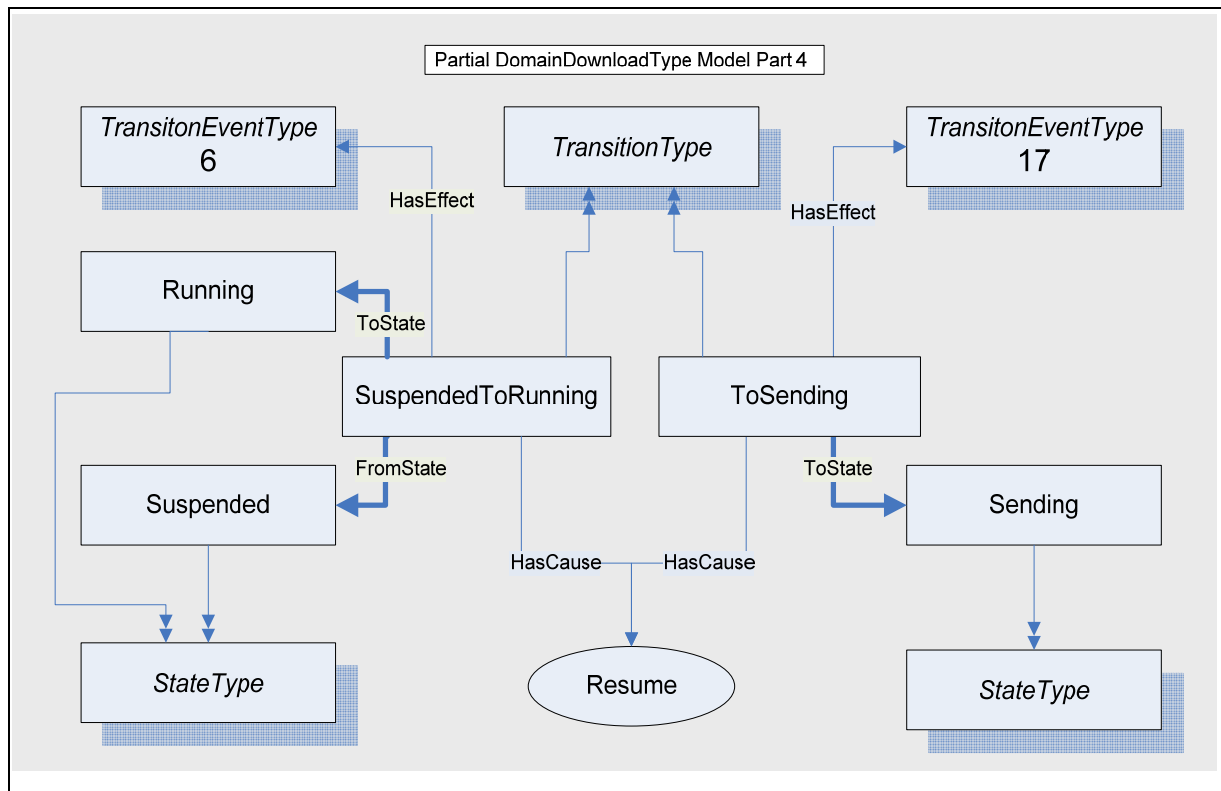 Partial DomainDownloadType Model Part 4
TransitonEventType
6
TransitionType
TransitonEventType
17
HasEffect
HasEffect
Running
ToState
SuspendedToRunning
ToSending
FromState
ToState
Suspended
Sending
HasCause
HasCause
StateType
Resume
StateType